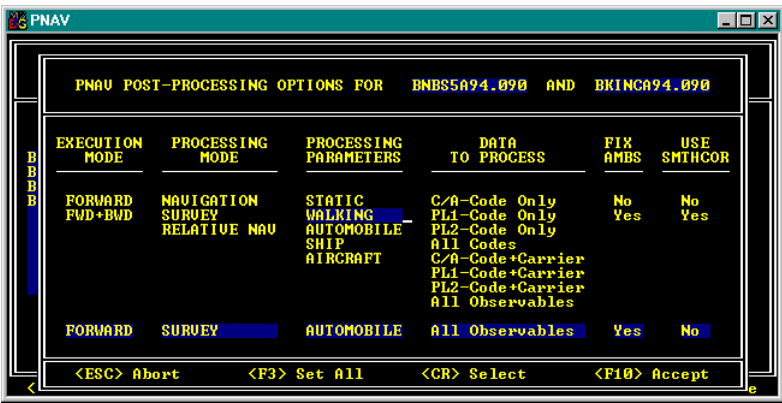 PNAV
PNAV POST-PROCESSING OPTIONS FOR BNBS5A94.090 AND BKINCA94.090
EXECUTION PROCESSING PROCESSING DATA FIX USE
MODE MODE PARAMETERS TO PROCESS AMBS SMTHCOR
B
B
B
B
FORWARD NAVIGATION STATIC C/A-Code Only No No
FWD+BWD SURVEY WALKING PL1-Code Only Yes Yes
RELATIVE NAV AUTOMOBILE PL2-Code Only
SHIP All Codes
AIRCRAFT C/A-Code+Carrier
PL1-Code+Carrier
PL2-Code+Carrier
All Observables
FORWARD SURVEY AUTOMOBILE All Observables Yes No
<ESC> Abort <F3> Set All <CR> Select <F10> Accept
< e